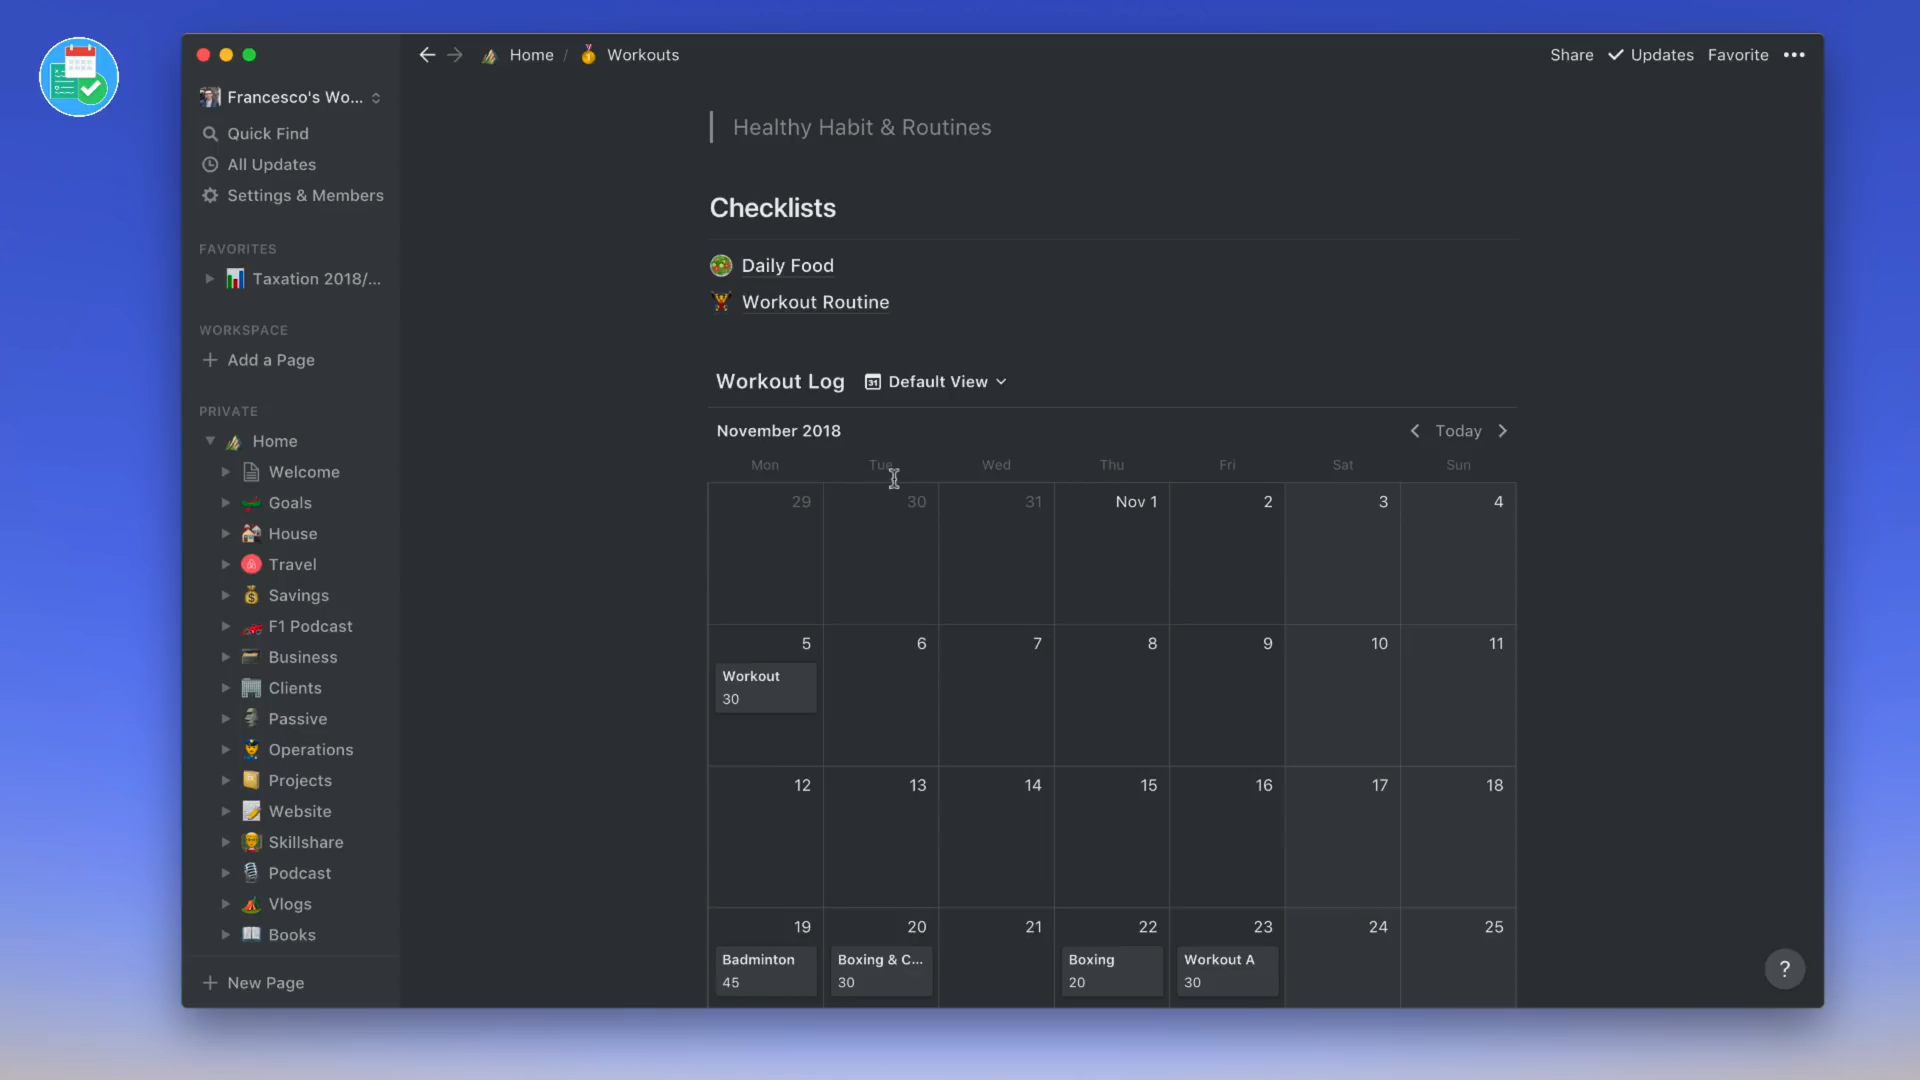 Home / Workouts
Share Updates Favorite
Francesco's Wo...
Quick Find
All Updates
Settings & Members
FAVORITES
Taxation 2018/...
WORKSPACE
Add a Page
PRIVATE
Home
Welcome
Goals
House
Travel
Savings
F1 Podcast
Business
Clients
Passive
Operations
Projects
Website
Skillshare
Podcast
Vlogs
Books
New Page
Healthy Habit & Routines
Checklists
Daily Food
Workout Routine
Workout Log 31 Default View
November 2018
Today
Mon Tue Wed Thu Fri Sat Sun
29 30 31 Nov 1 2 3 4
5 6 7 8 9 10 11
Workout
30
12 13 14 15 16 17 18
19 20 21 22 23 24 25
Badminton Boxing & C... Boxing Workout A
45 30 20 30
?